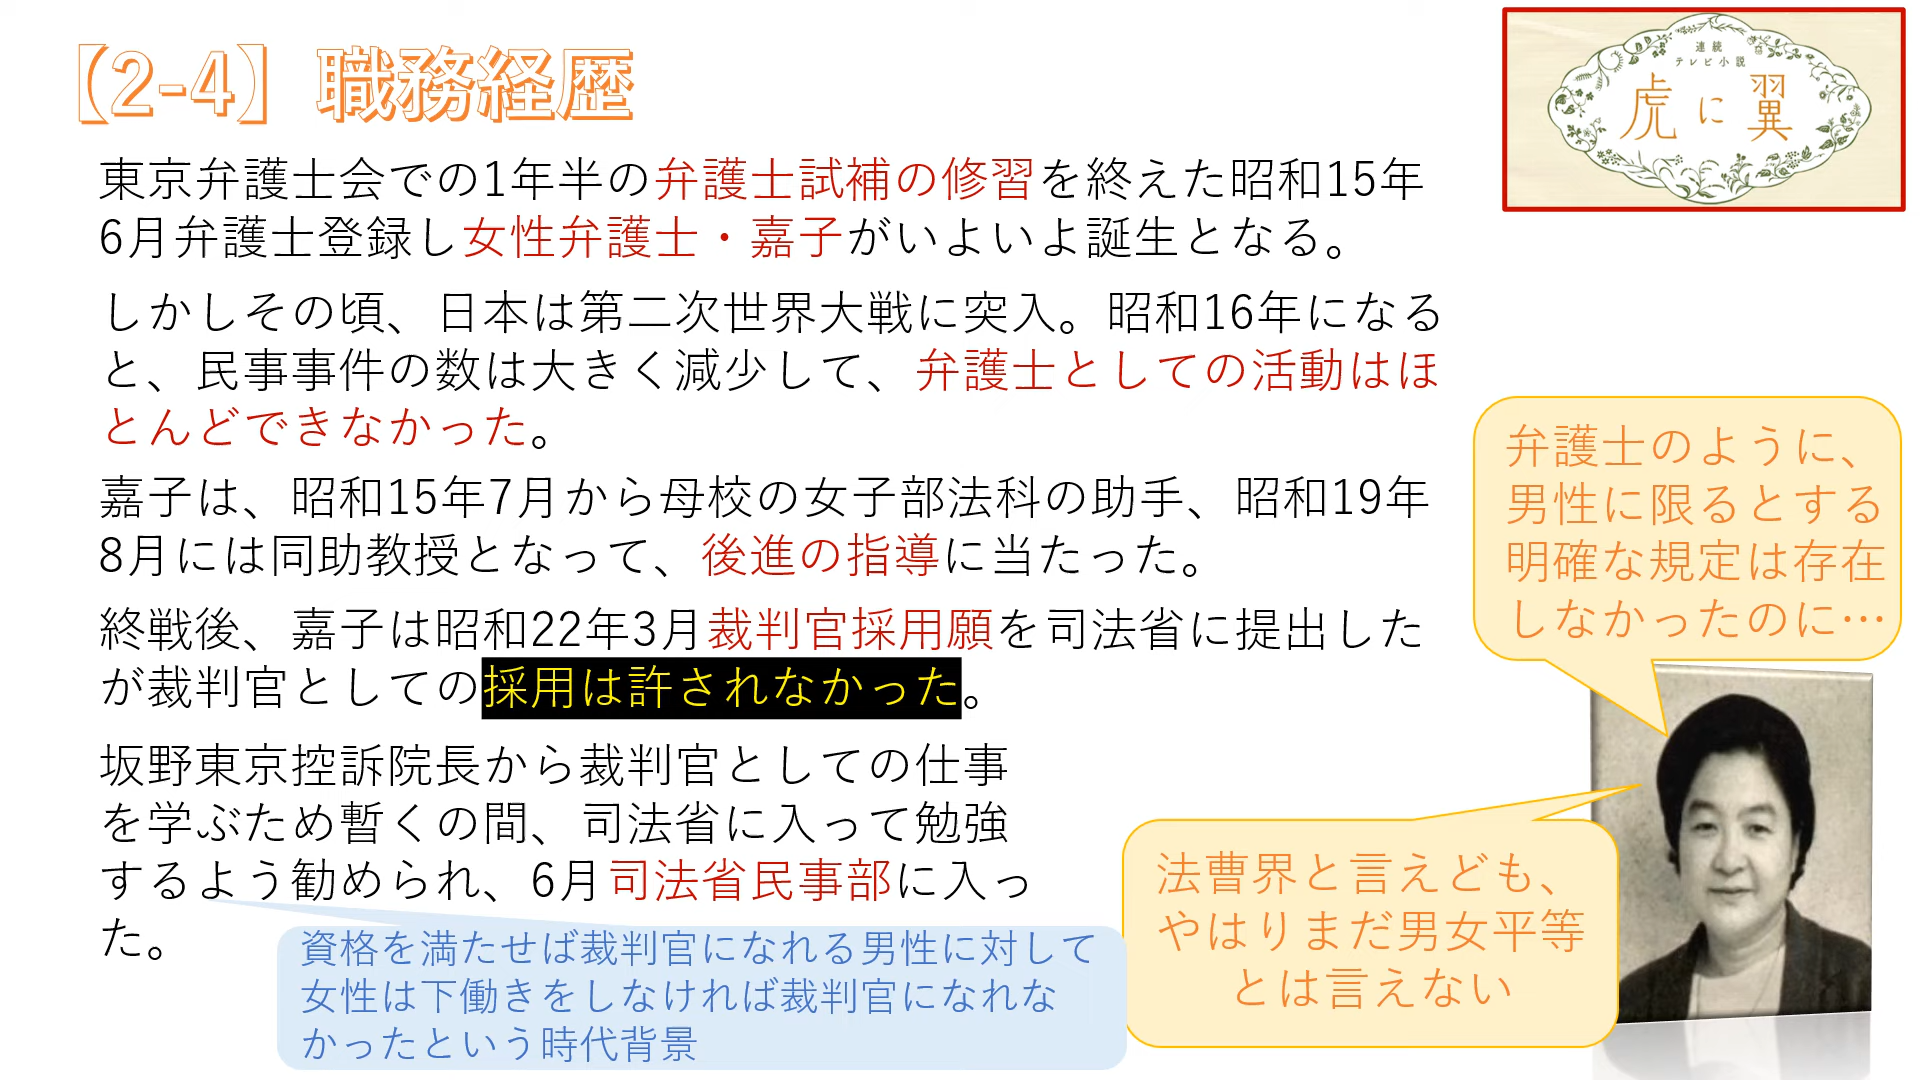 【2-4】職務経歴
連続
テレビ小説
虎に翼
東京弁護士会での1年半の弁護士試補の修習を終えた昭和15年
6月弁護士登録し女性弁護士・嘉子がいよいよ誕生となる。
しかしその頃、日本は第二次世界大戦に突入。昭和16年になる
と、民事事件の数は大きく減少して、弁護士としての活動はほ
とんどできなかった。
嘉子は、昭和15年7月から母校の女子部法科の助手、昭和19年
8月には同助教授となって、後進の指導に当たった。
終戦後、嘉子は昭和22年3月裁判官採用願を司法省に提出した
が裁判官としての採用は許されなかった。
坂野東京控訴院長から裁判官としての仕事
を学ぶため暫くの間、司法省に入って勉強
するよう勧められ、6月司法省民事部に入っ
た。
弁護士のように、
男性に限るとする
明確な規定は存在
しなかったのに…
法曹界と言えども、
やはりまだ男女平等
とは言えない
資格を満たせば裁判官になれる男性に対して
女性は下働きをしなければ裁判官になれな
かったという時代背景